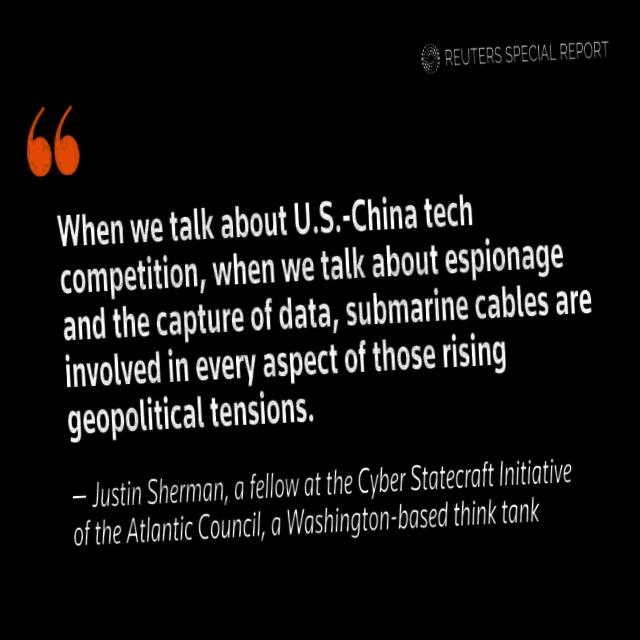 REUTERS SPECIAL REPORT
“
When we talk about U.S.-China tech
competition, when we talk about espionage
and the capture of data, submarine cables are
involved in every aspect of those rising
geopolitical tensions.
– Justin Sherman, a fellow at the Cyber Statecraft Initiative
of the Atlantic Council, a Washington-based think tank